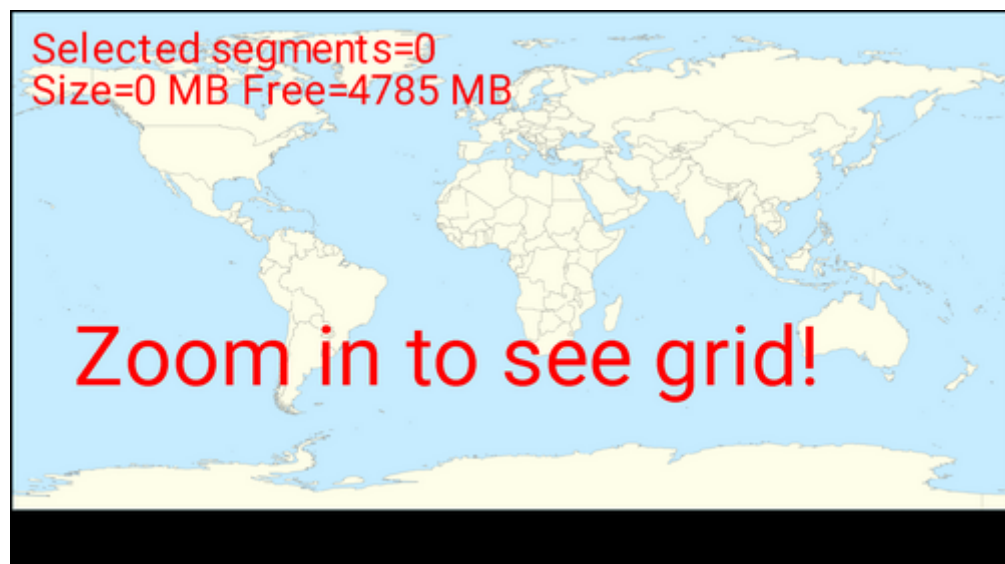 Selected segments=0
Size=0 MB Free=4785 MB
Zoom in to see grid!